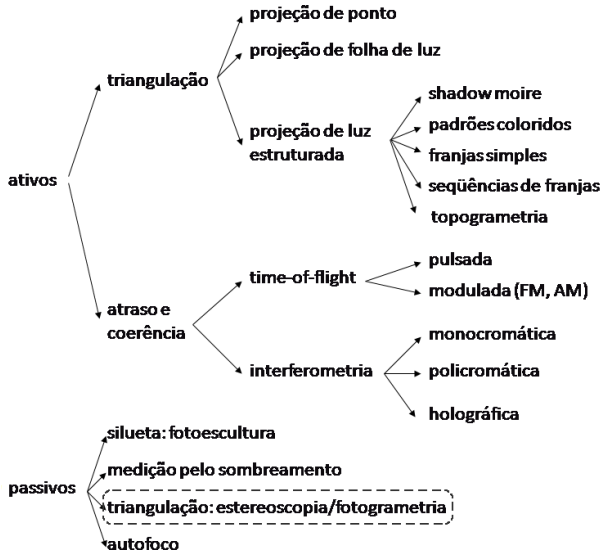 projeção de ponto
projeção de folha de luz
triangulação
shadow moire
projeção de luz
estruturada
padrões coloridos
franjas simples
ativos
seqüências de franjas
topogrametria
pulsada
time-of-flight
modulada (FM, AM)
atraso e
coerência
monocromática
interferometria
policromática
holográfica
silueta: fotoescultura
medição pelo sombreamento
passivos
triangulação: estereoscopia/fotogrametria
autofoco